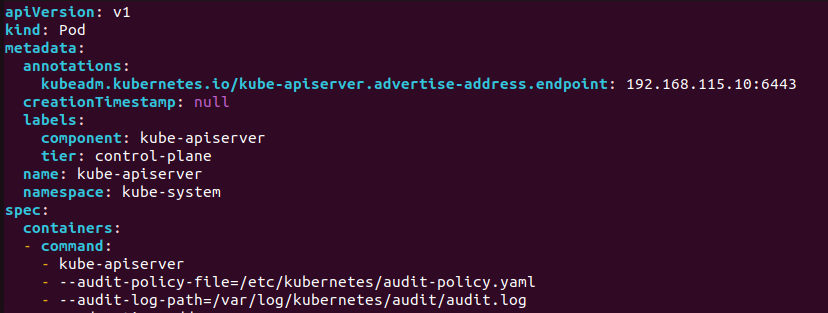 apiVersion: v1
kind: Pod
metadata:
  annotations:
    kubeadm.kubernetes.io/kube-apiserver.advertise-address.endpoint: 192.168.115.10:6443
  creationTimestamp: null
  labels:
    component: kube-apiserver
    tier: control-plane
  name: kube-apiserver
  namespace: kube-system
spec:
  containers:
  - command:
    - kube-apiserver
    - --audit-policy-file=/etc/kubernetes/audit-policy.yaml
    - --audit-log-path=/var/log/kubernetes/audit/audit.log